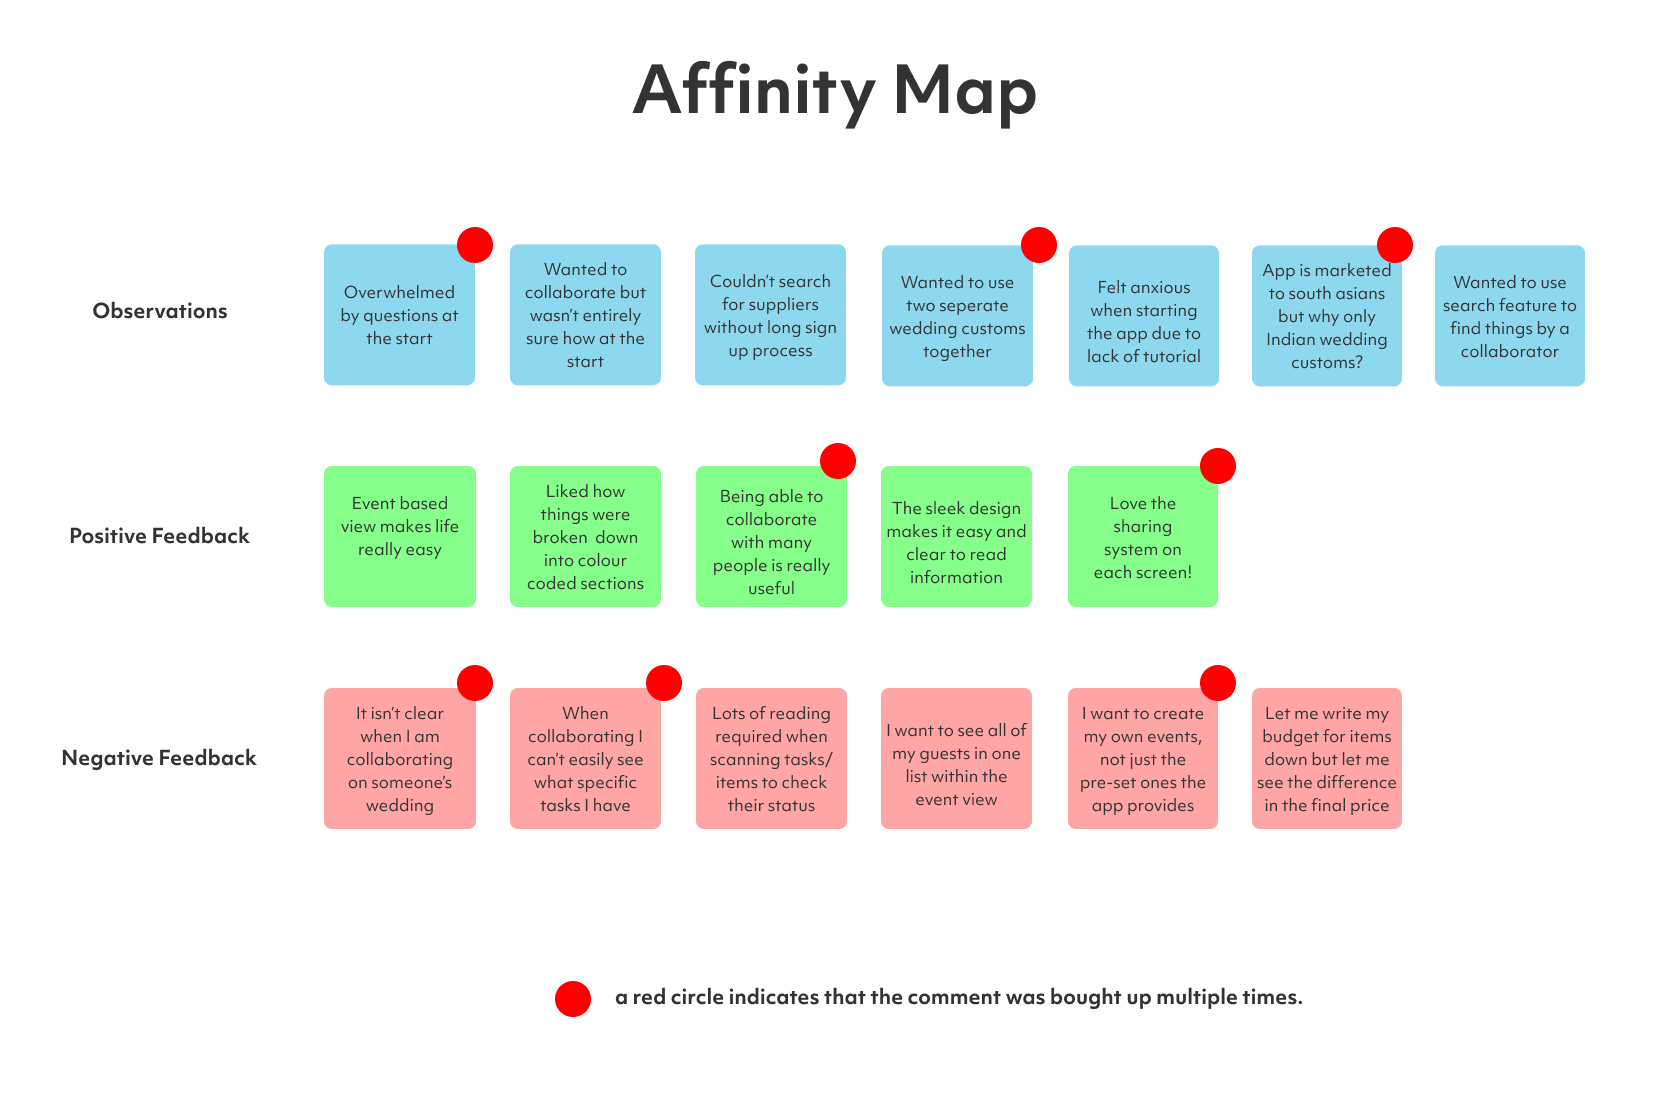 Affinity Map
Observations
Overwhelmed
by questions at
the start
Wanted to
collaborate but
wasn't entirely
sure how at the
start
Couldn't search
for suppliers
without long sign
up process
Wanted to use
two seperate
wedding customs
together
Felt anxious
when starting
the app due to
lack of tutorial
App is marketed
to south asians
but why only
Indian wedding
customs?
Wanted to use
search feature to
find things by a
collaborator
Positive Feedback
Event based
view makes life
really easy
Liked how
things were
broken  down
into colour
coded sections
Being able to
collaborate
with many
people is really
useful
The sleek design
makes it easy and
clear to read
information
Love the
sharing
system on
each screen!
Negative Feedback
It isn't clear
when I am
collaborating
on someone's
wedding
When
collaborating I
can't easily see
what specific
tasks I have
Lots of reading
required when
scanning tasks/
items to check
their status
I want to see all of
my guests in one
list within the
event view
I want to create
my own events,
not just the
pre-set ones the
app provides
Let me write my
budget for items
down but let me
see the difference
in the final price
a red circle indicates that the comment was bought up multiple times.